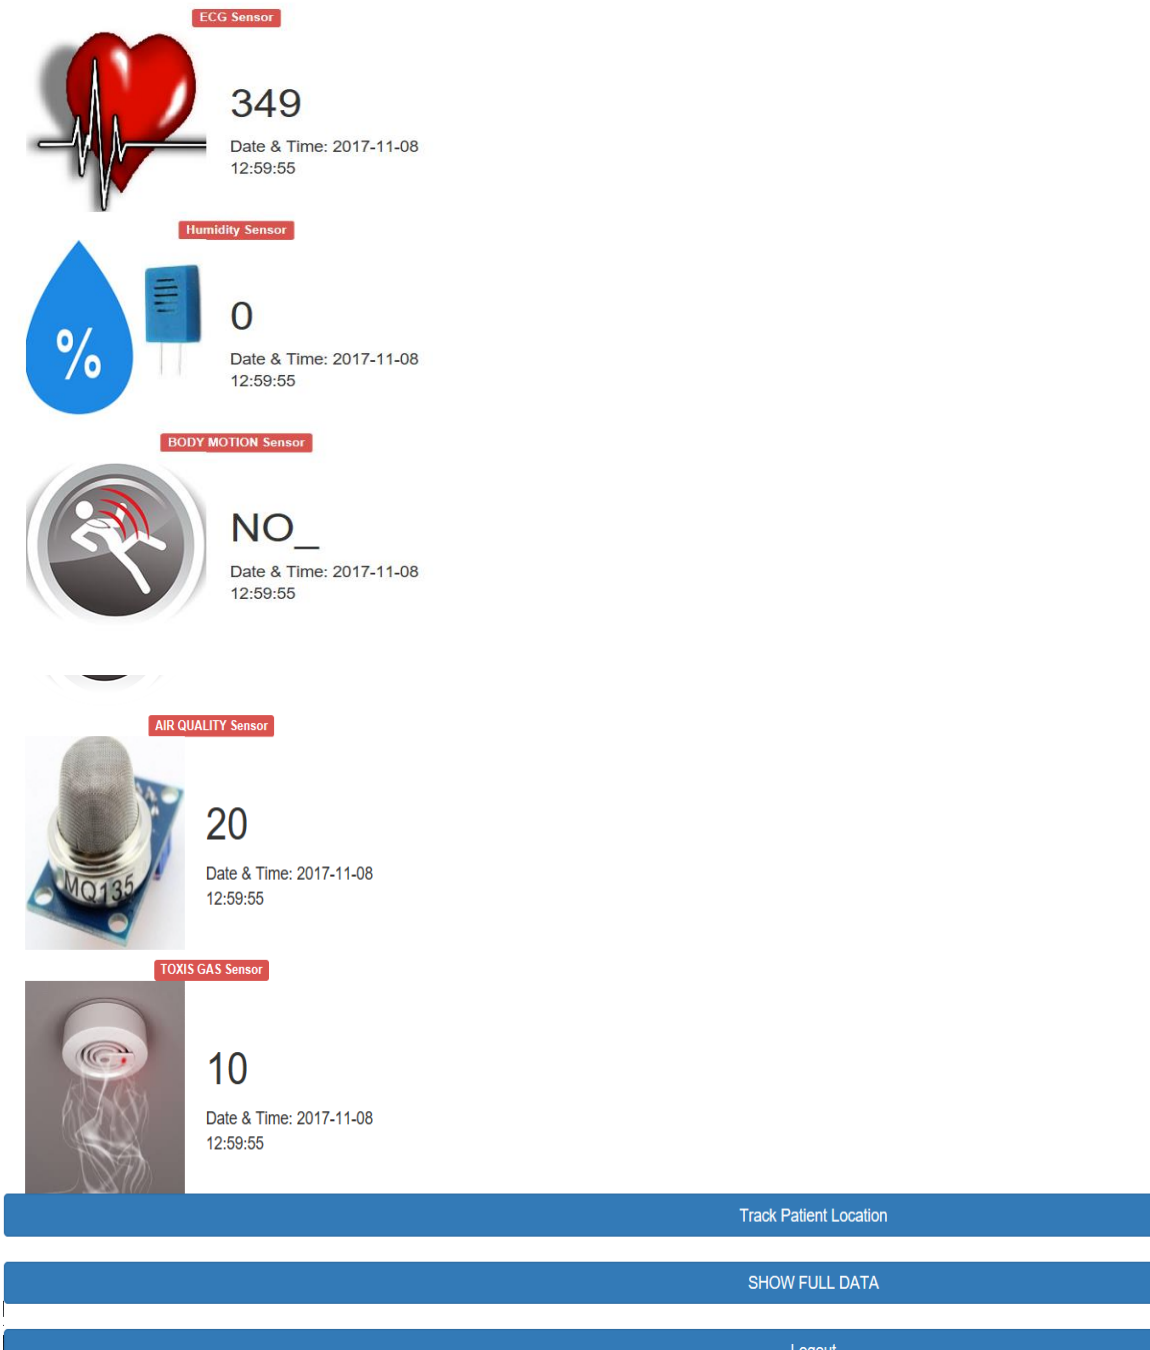 ECG Sensor
349
Date & Time: 2017-11-08
12:59:55
Humidity Sensor
%
0
Date & Time: 2017-11-08
12:59:55
BODY MOTION Sensor
NO_
Date & Time: 2017-11-08
12:59:55
AIR QUALITY Sensor
MQ135
20
Date & Time: 2017-11-08
12:59:55
TOXIS GAS Sensor
10
Date & Time: 2017-11-08
12:59:55
Track Patient Location
SHOW FULL DATA
Logout